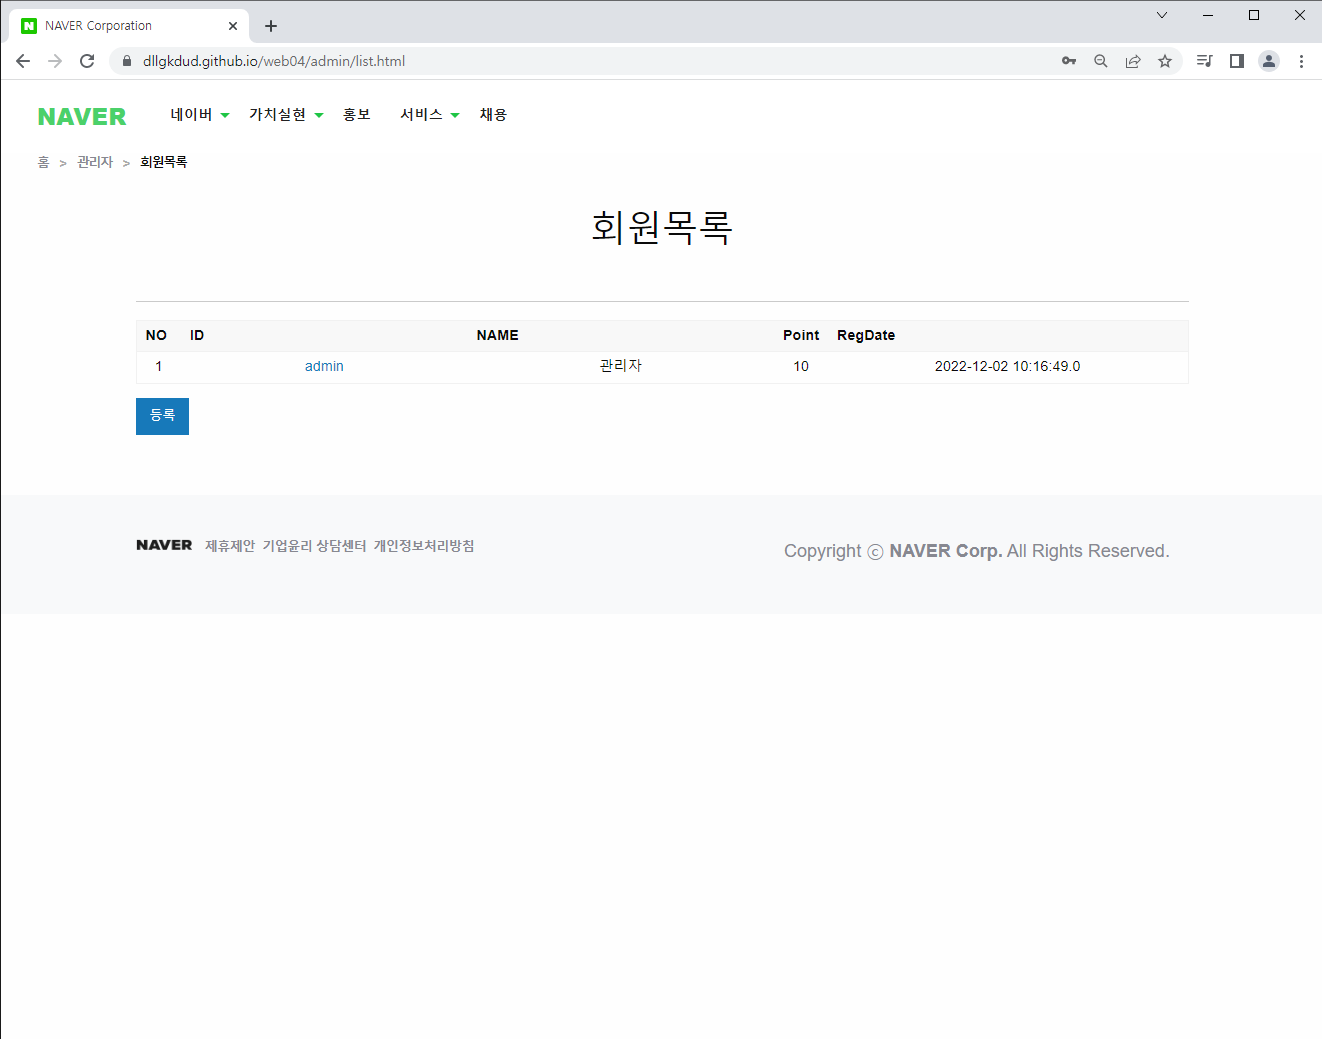 NAVER Corporation
dllgkdud.github.io/web04/admin/list.html
NAVER 네이버 가치실현 홍보 서비스 채용
홈 > 관리자 > 회원목록
회원목록
NO ID NAME Point RegDate
1 admin 관리자 10 2022-12-02 10:16:49.0
등록
NAVER 제휴제안 기업윤리 상담센터 개인정보처리방침
Copyright ⓒ NAVER Corp. All Rights Reserved.